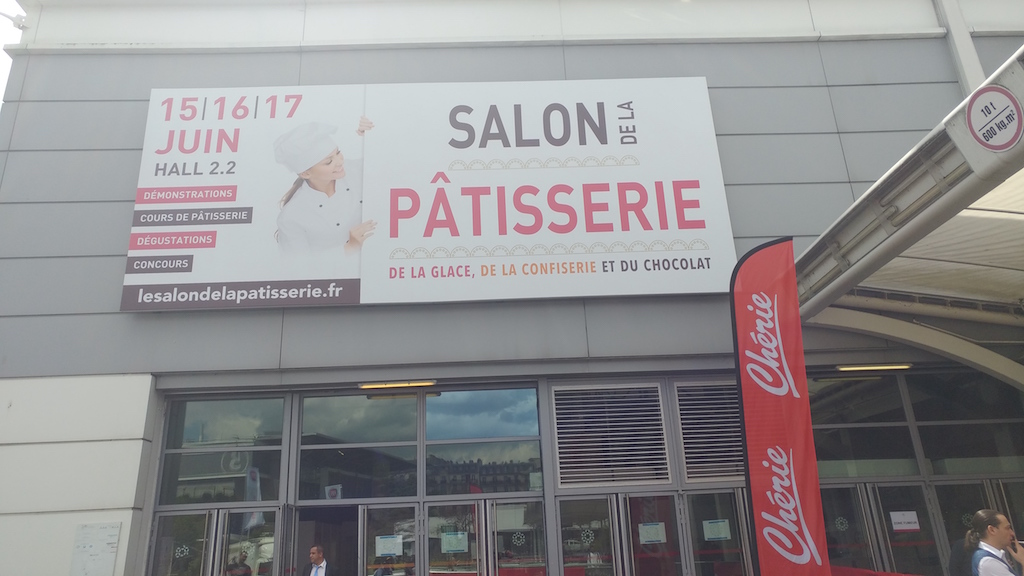 15|16|17
JUIN
HALL 2.2
DÉMONSTRATIONS
COURS DE PÂTISSERIE
DÉGUSTATIONS
CONCOURS
lesalondelapatisserie.fr
SALON DE LA
PÂTISSERIE
DE LA GLACE, DE LA CONFISERIE ET DU CHOCOLAT
10 t
600 kg.m²
Chérie
Chérie